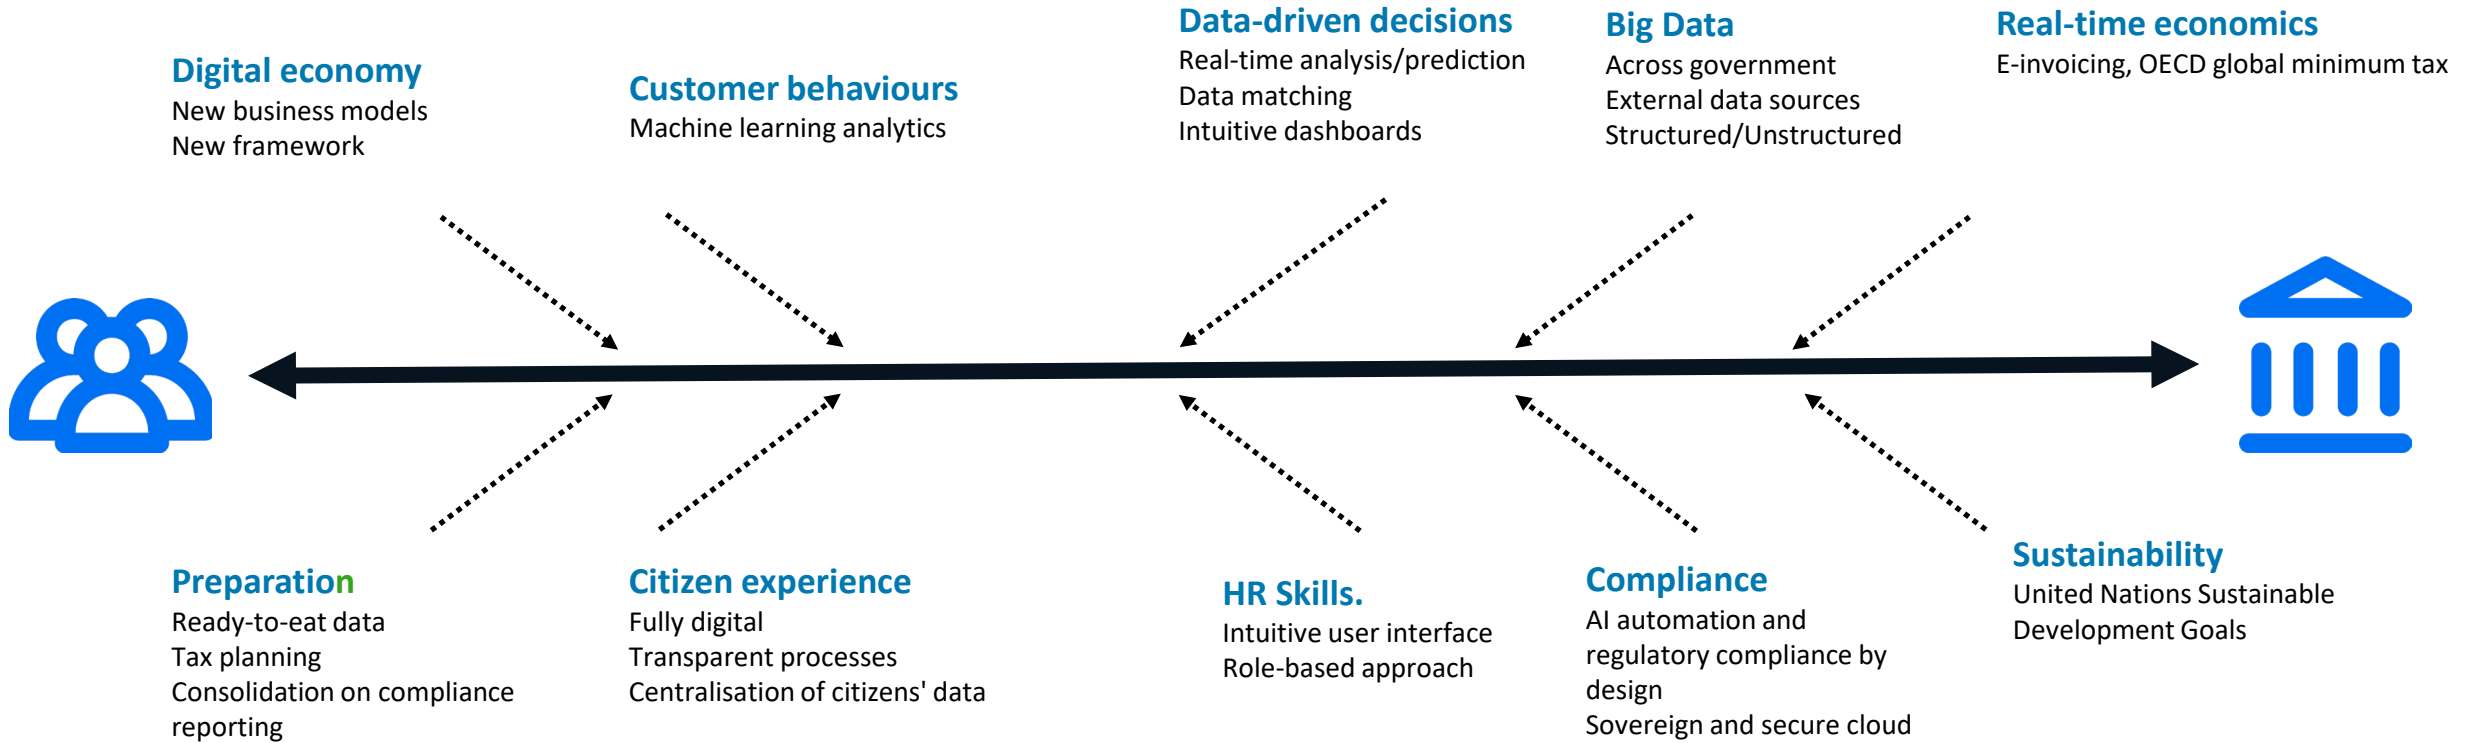 Digital economy
New business models
New framework
Customer behaviours
Machine learning analytics
Data-driven decisions
Real-time analysis/prediction
Data matching
Intuitive dashboards
Big Data
Across government
External data sources
Structured/Unstructured
Real-time economics
E-invoicing, OECD global minimum tax
Preparation
Ready-to-eat data
Tax planning
Consolidation on compliance
reporting
Citizen experience
Fully digital
Transparent processes
Centralisation of citizens' data
HR Skills.
Intuitive user interface
Role-based approach
Compliance
AI automation and
regulatory compliance by
design
Sovereign and secure cloud
Sustainability
United Nations Sustainable
Development Goals